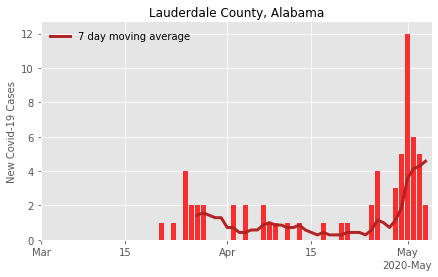 Lauderdale County, Alabama
7 day moving average
New Covid-19 Cases
12
10
8
6
4
2
0
Mar 15 Apr 15 May
2020-May